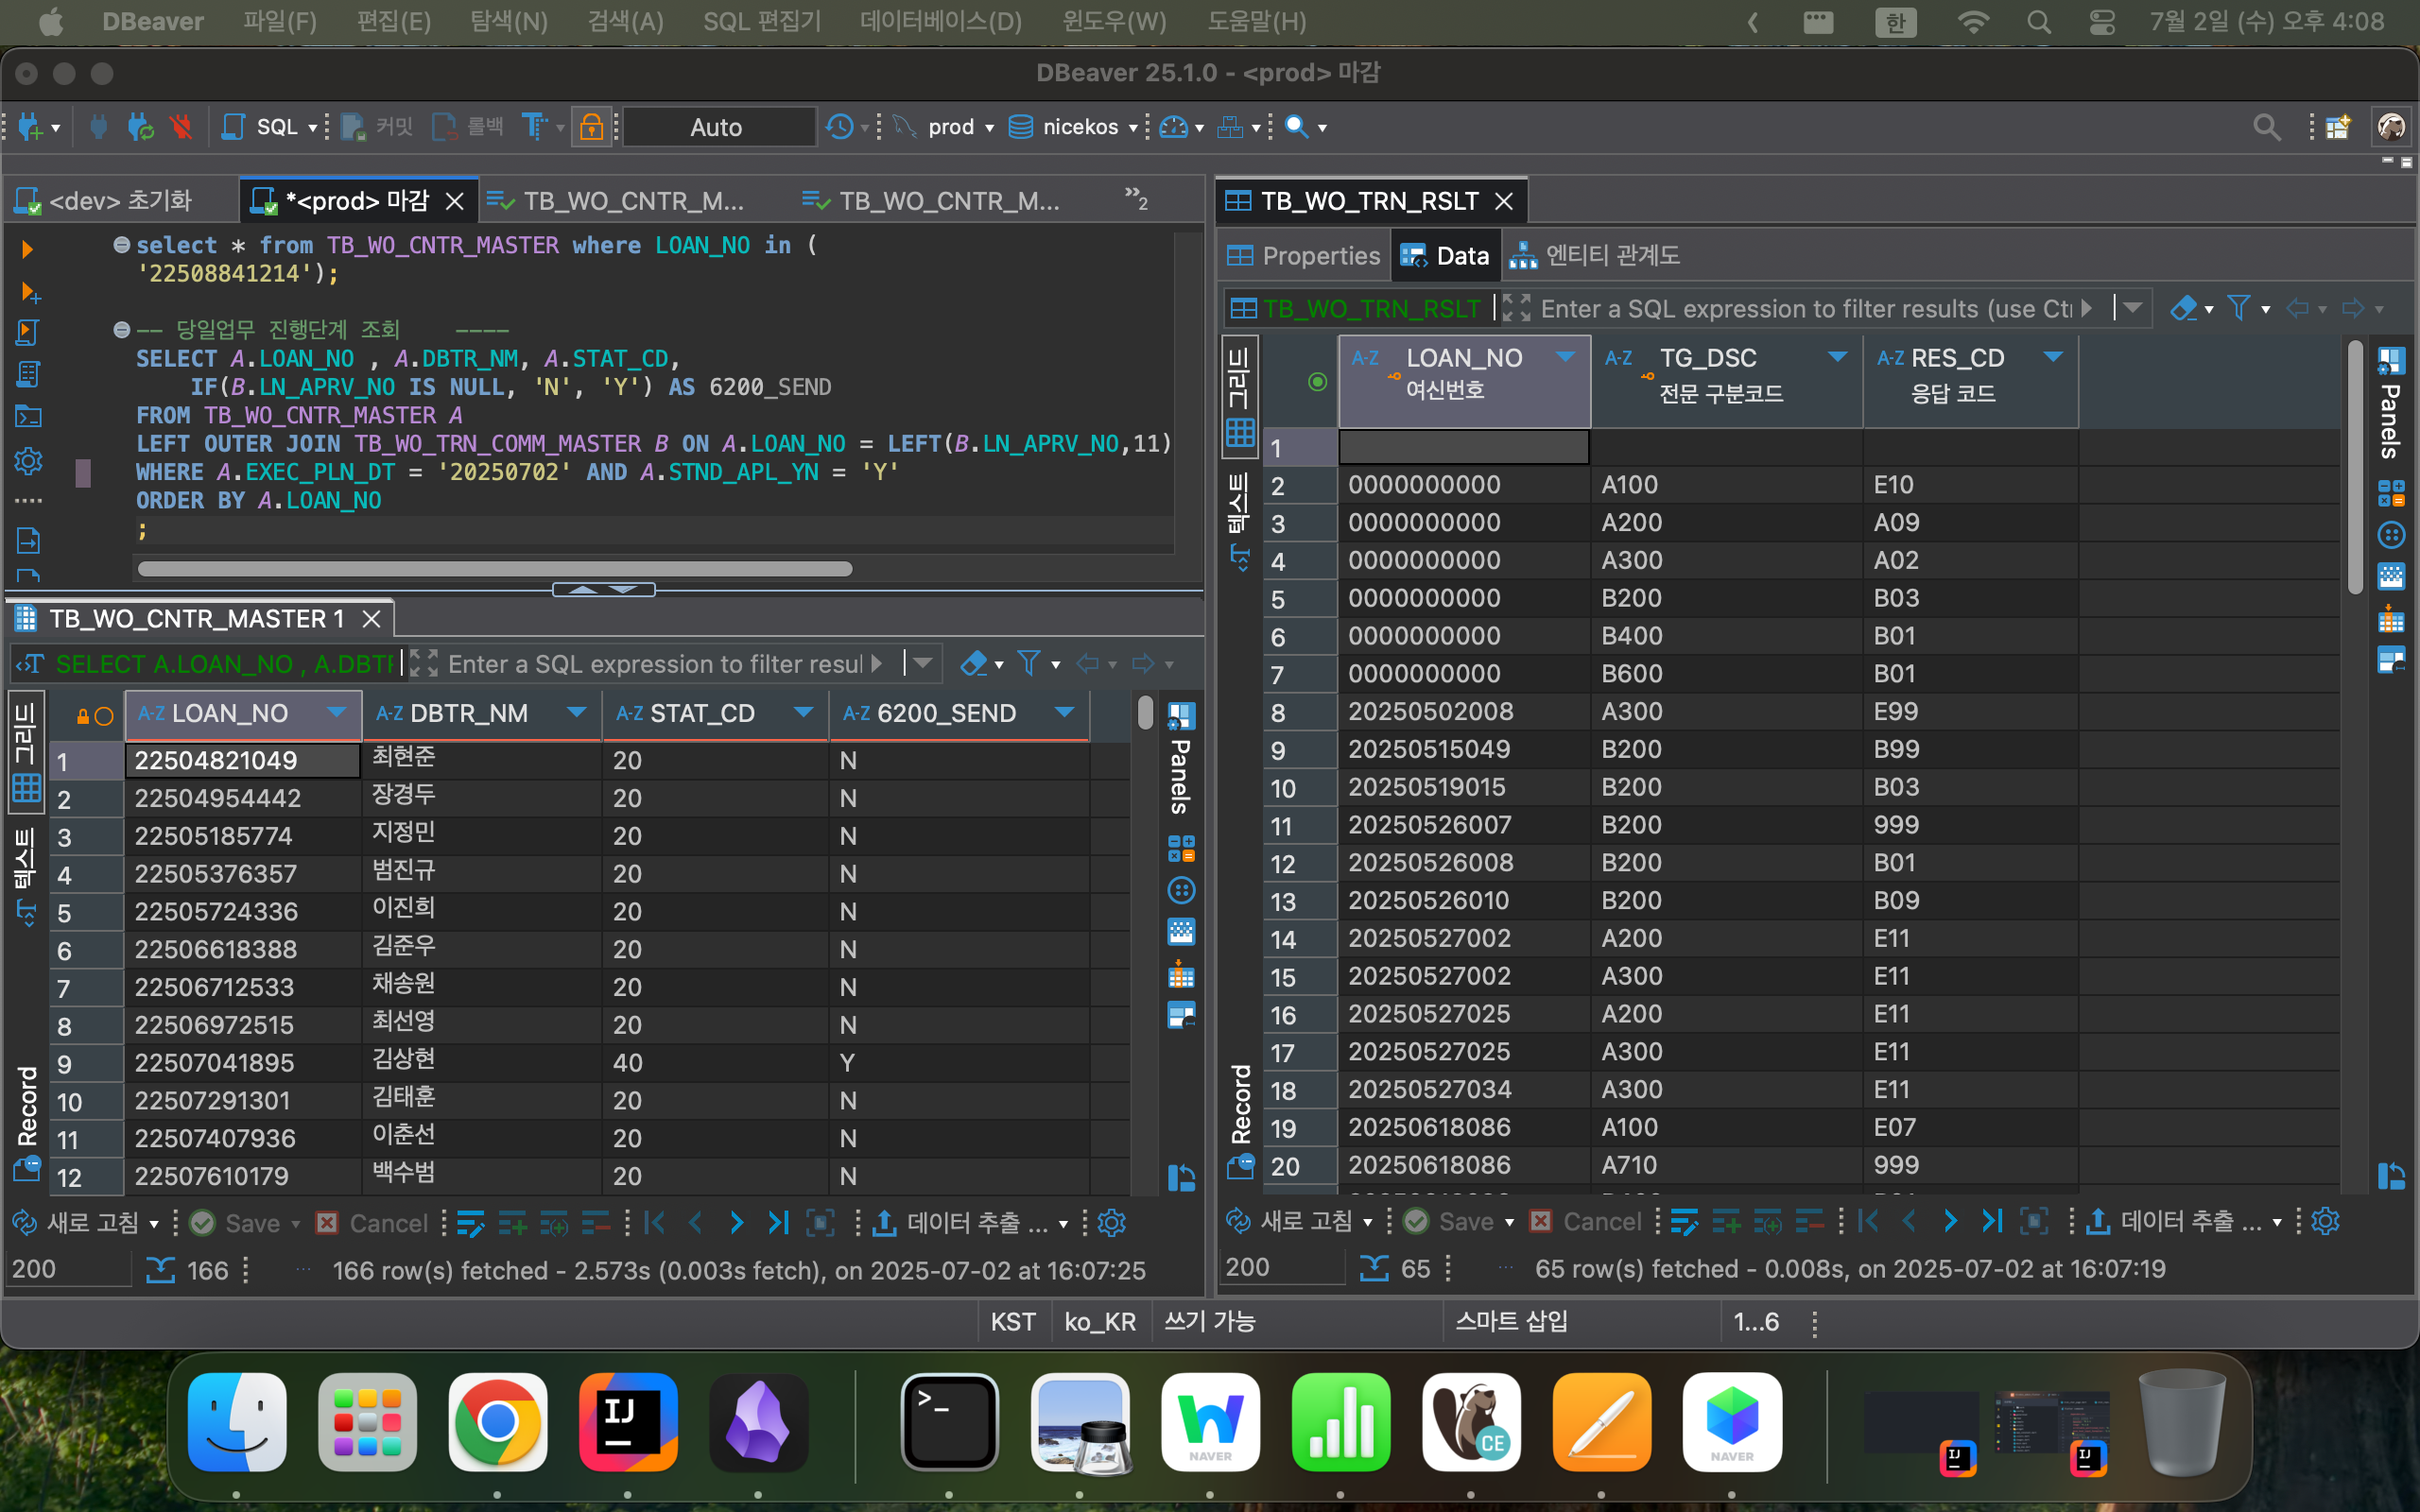 DBeaver 파일(F) 편집(E) 탐색(N) 검색(A) SQL 편집기 데이터베이스(D) 윈도우(W) 도움말(H) 한 7월 2일 (수) 오후 4:08
DBeaver 25.1.0 - <prod> 마감
SQL 커밋 롤백 Auto prod nicekos
<dev> 초기화 *<prod> 마감 TB_WO_CNTR_M... TB_WO_CNTR_M... »2
select * from TB_WO_CNTR_MASTER where LOAN_NO in (
'22508841214');
-- 당일업무 진행단계 조회 ----
SELECT A.LOAN_NO , A.DBTR_NM, A.STAT_CD,
IF(B.LN_APRV_NO IS NULL, 'N', 'Y') AS 6200_SEND
FROM TB_WO_CNTR_MASTER A
LEFT OUTER JOIN TB_WO_TRN_COMM_MASTER B ON A.LOAN_NO = LEFT(B.LN_APRV_NO,11)
WHERE A.EXEC_PLN_DT = '20250702' AND A.STND_APL_YN = 'Y'
ORDER BY A.LOAN_NO
;
TB_WO_CNTR_MASTER 1
SELECT A.LOAN_NO , A.DBTR Enter a SQL expression to filter resul
그리드
텍스트
Record
Panels
LOAN_NO DBTR_NM STAT_CD 6200_SEND
1 22504821049 최현준 20 N
2 22504954442 장경두 20 N
3 22505185774 지정민 20 N
4 22505376357 범진규 20 N
5 22505724336 이진희 20 N
6 22506618388 김준우 20 N
7 22506712533 채송원 20 N
8 22506972515 최선영 20 N
9 22507041895 김상현 40 Y
10 22507291301 김태훈 20 N
11 22507407936 이춘선 20 N
12 22507610179 백수범 20 N
새로 고침 Save Cancel 데이터 추출 ...
200 166 166 row(s) fetched - 2.573s (0.003s fetch), on 2025-07-02 at 16:07:25
TB_WO_TRN_RSLT
Properties Data 엔티티 관계도
TB_WO_TRN_RSLT Enter a SQL expression to filter results (use Ct
그리드
텍스트
Record
Panels
LOAN_NO TG_DSC RES_CD
여신번호 전문 구분코드 응답 코드
1
2 0000000000 A100 E10
3 0000000000 A200 A09
4 0000000000 A300 A02
5 0000000000 B200 B03
6 0000000000 B400 B01
7 0000000000 B600 B01
8 20250502008 A300 E99
9 20250515049 B200 B99
10 20250519015 B200 B03
11 20250526007 B200 999
12 20250526008 B200 B01
13 20250526010 B200 B09
14 20250527002 A200 E11
15 20250527002 A300 E11
16 20250527025 A200 E11
17 20250527025 A300 E11
18 20250527034 A300 E11
19 20250618086 A100 E07
20 20250618086 A710 999
새로 고침 Save Cancel 데이터 추출 ...
200 65 65 row(s) fetched - 0.008s, on 2025-07-02 at 16:07:19
KST ko_KR 쓰기 가능 스마트 삽입 1...6
IJ >_ NAVER CE NAVER IJ IJ